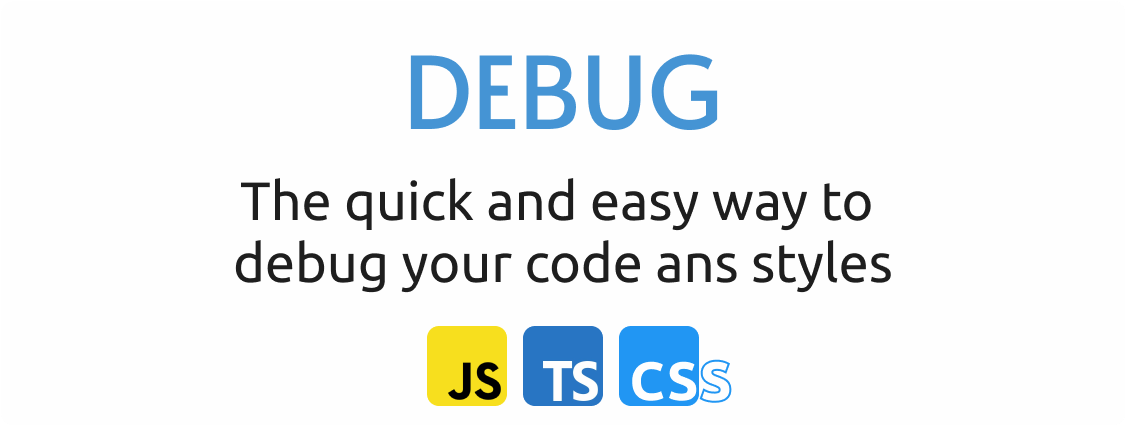 DEBUG
The quick and easy way to
debug your code ans styles
JS TS CSS